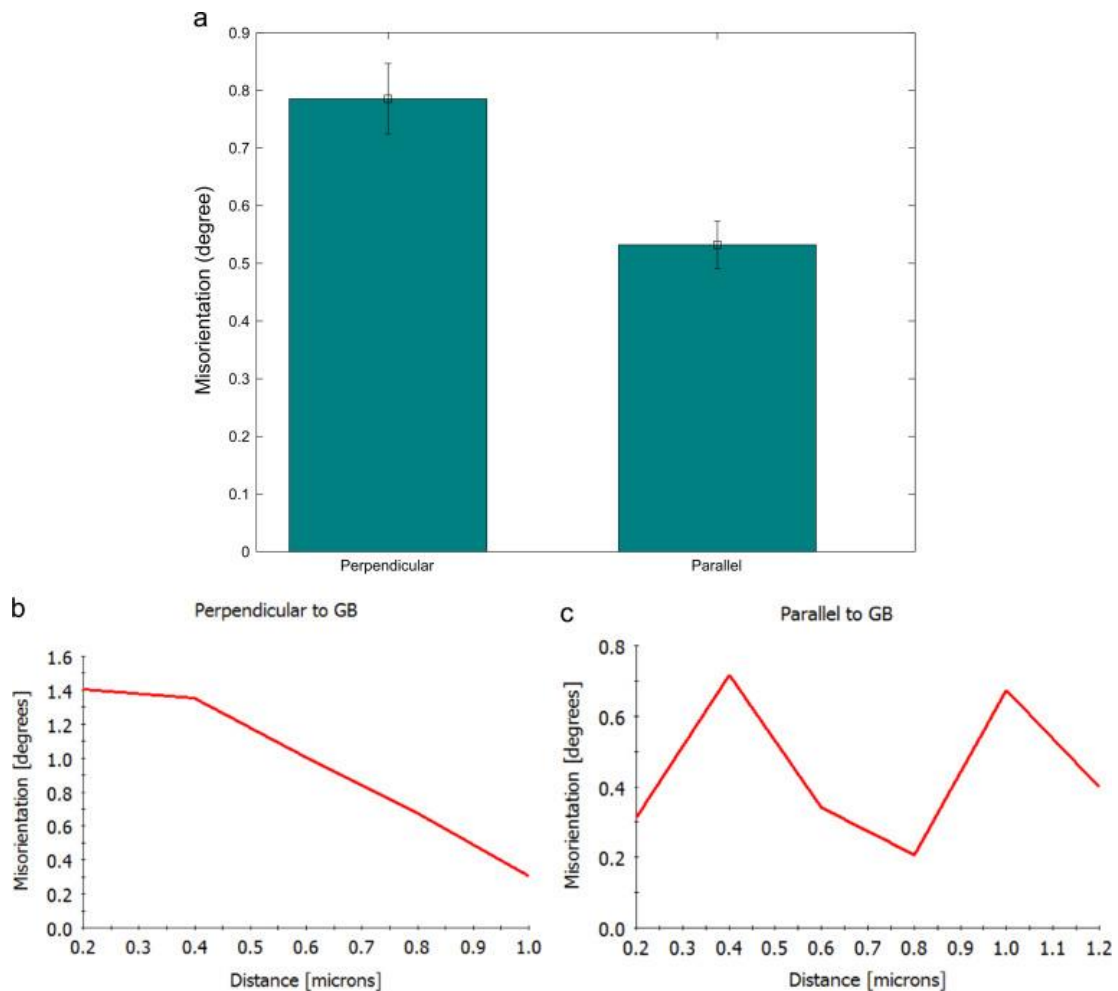 a
0.9
0.8
0.7
0.6
0.5
0.4
0.3
0.2
0.1
0
Misorientation (degree)
Perpendicular Parallel
b
Perpendicular to GB
1.6
1.4
1.2
1.0
0.8
0.6
0.4
0.2
0.0
Misorientation [degrees]
0.2 0.3 0.4 0.5 0.6 0.7 0.8 0.9 1.0
Distance [microns]
c
Parallel to GB
0.8
0.6
0.4
0.2
0.0
Misorientation [degrees]
0.2 0.3 0.4 0.5 0.6 0.7 0.8 0.9 1.0 1.1 1.2
Distance [microns]